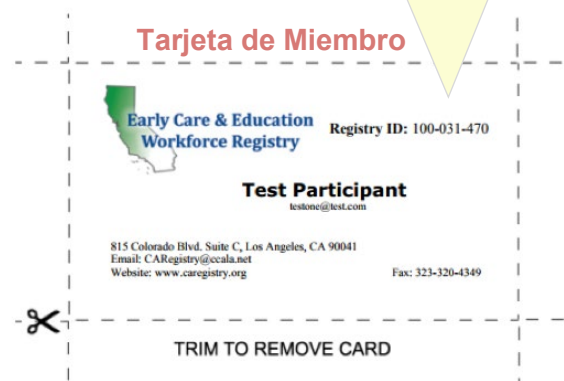 Tarjeta de Miembro
Early Care & Education
Workforce Registry
Registry ID: 100-031-470
Test Participant
testone@test.com
815 Colorado Blvd. Suite C, Los Angeles, CA 90041
Email: CARegistry@ccala.net
Website: www.caregistry.org
Fax: 323-320-4349
TRIM TO REMOVE CARD